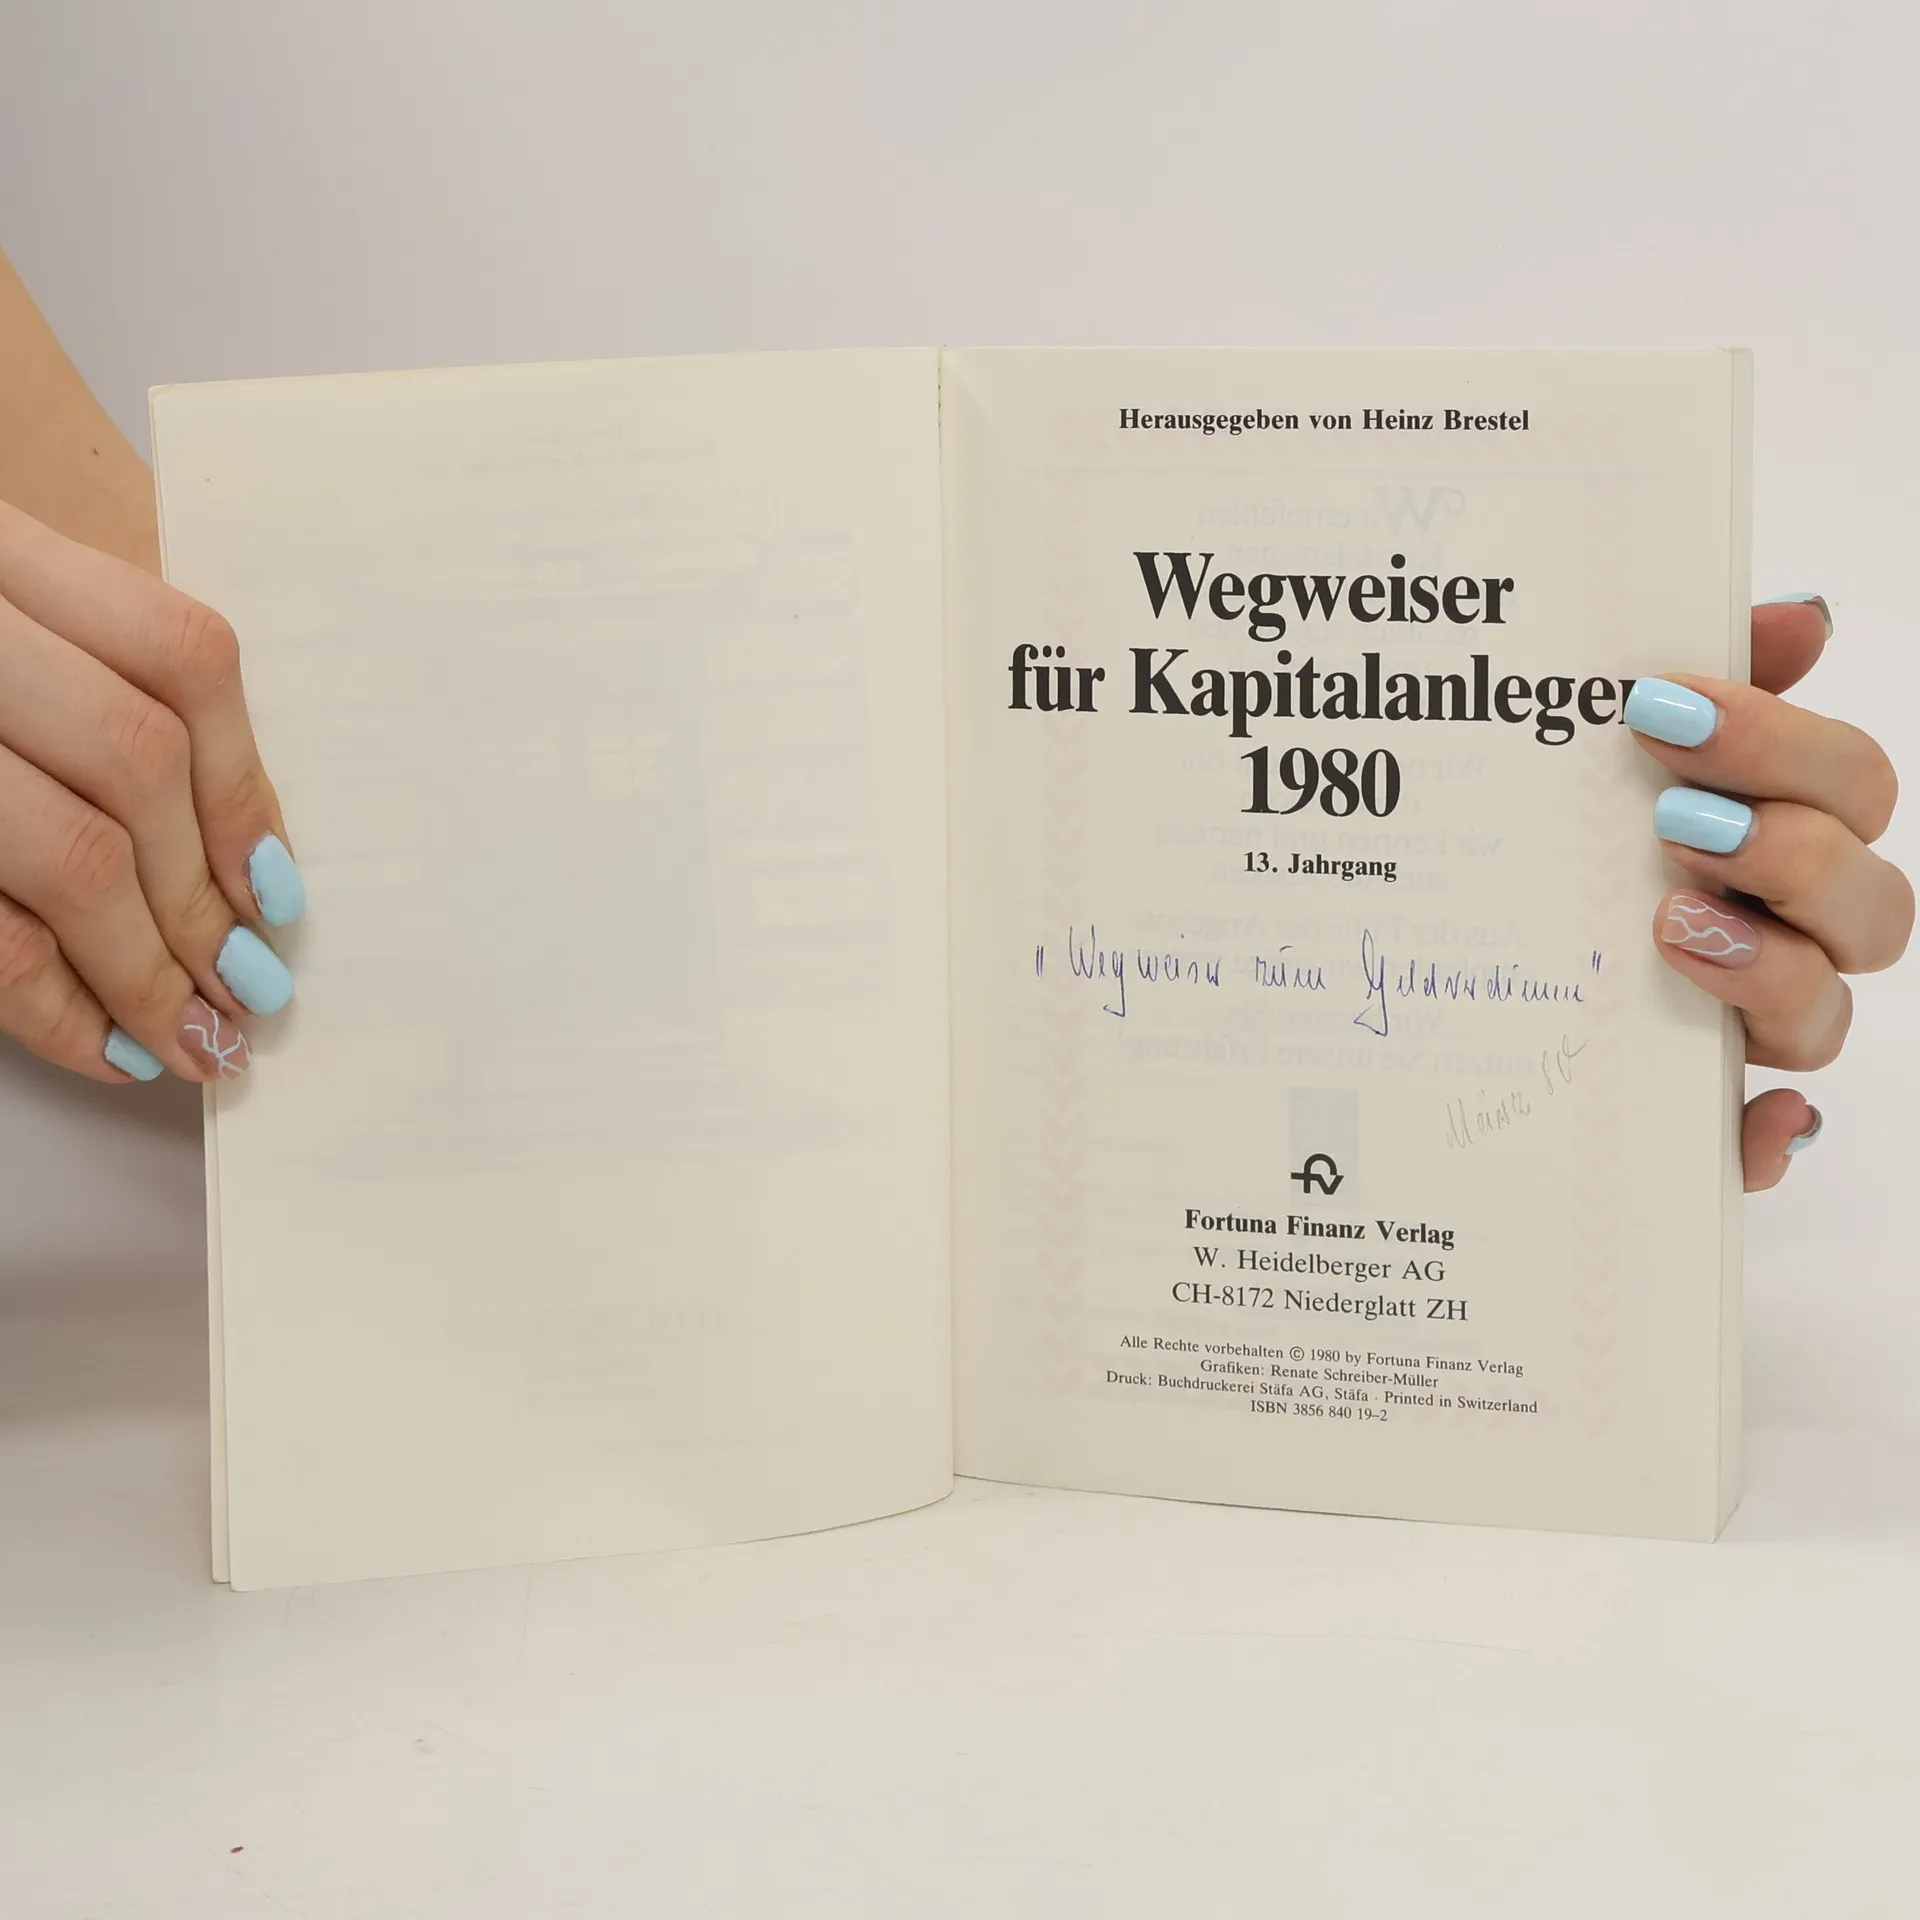 Herausgegeben von Heinz Brestel
Wegweiser
für Kapitalanleger
1980
13. Jahrgang
"Wegweiser zum Geldverdienen"
März 80
Fortuna Finanz Verlag
W. Heidelberger AG
CH-8172 Niederglatt ZH
Alle Rechte vorbehalten © 1980 by Fortuna Finanz Verlag
Grafiken: Renate Schreiber-Müller
Druck: Buchdruckerei Stäfa AG, Stäfa · Printed in Switzerland
ISBN 3856 840 19–2